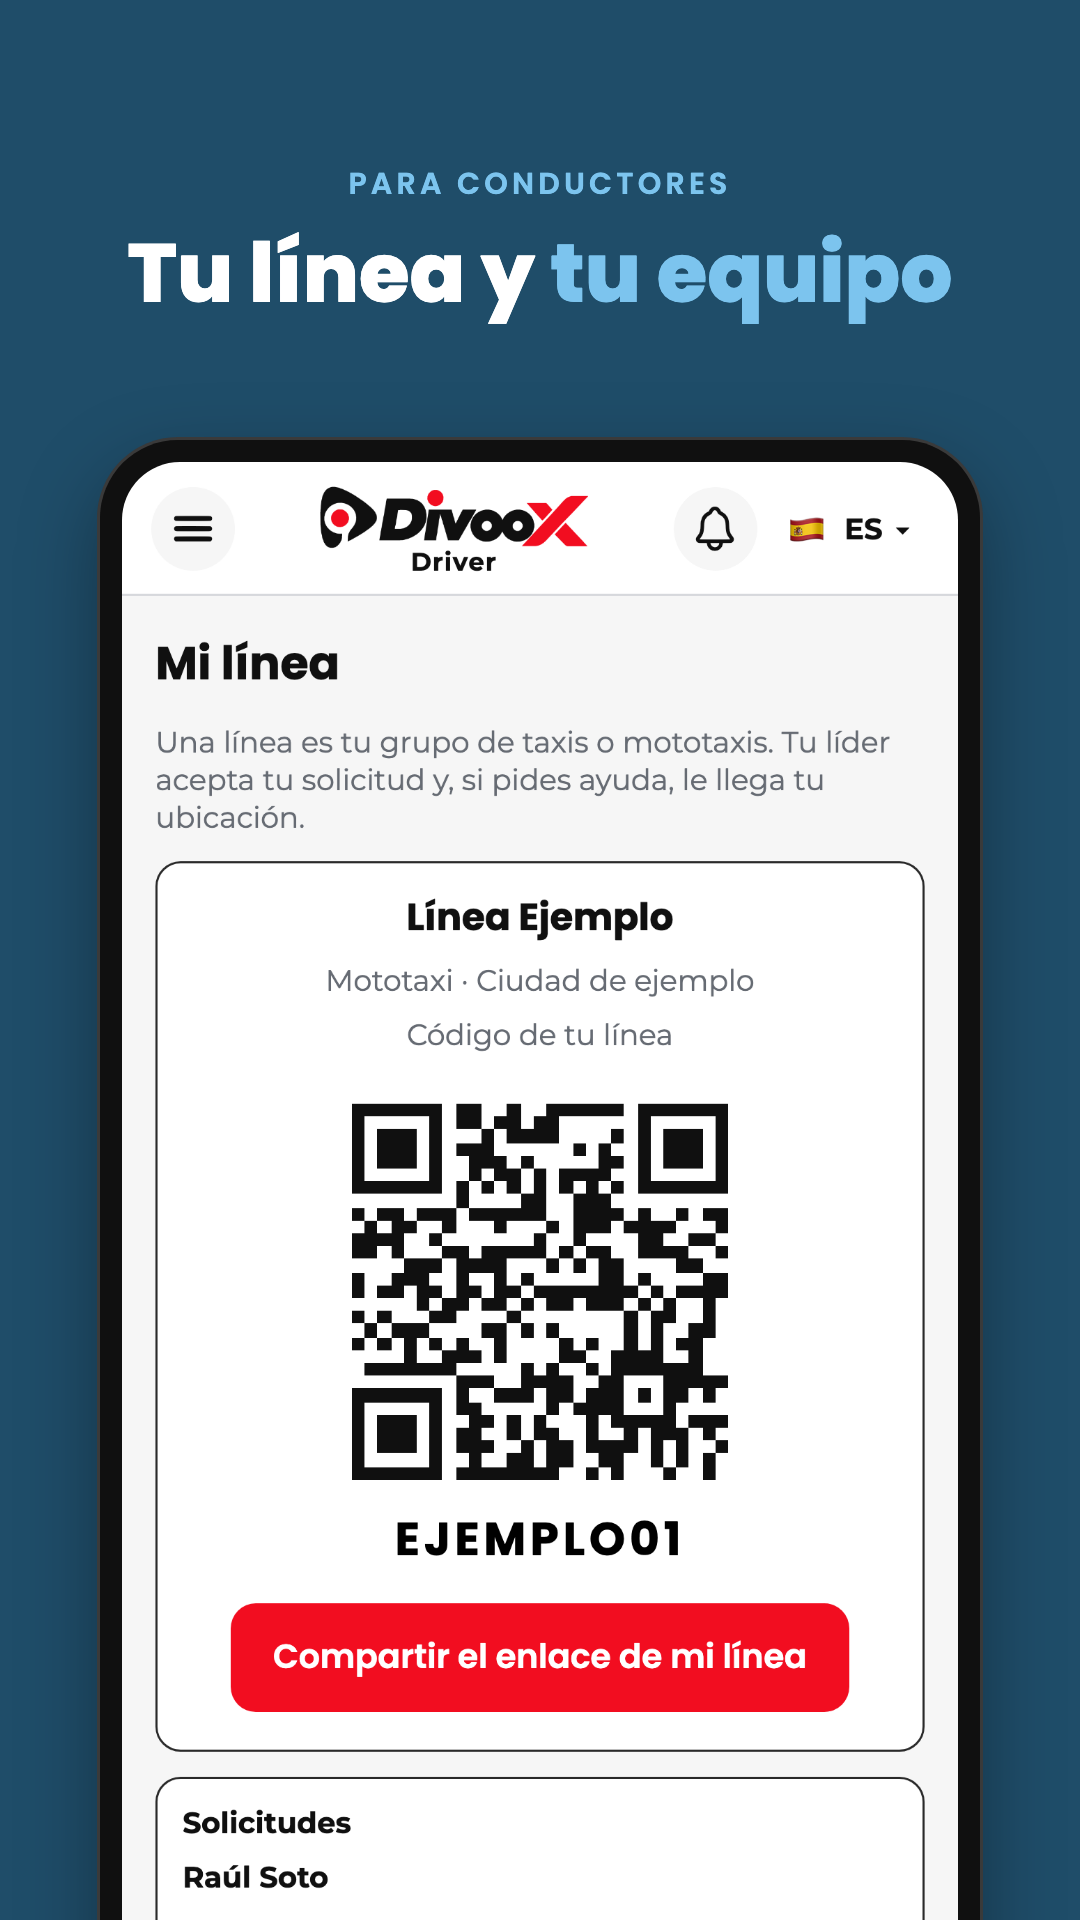 PARA CONDUCTORES
Tu línea y tu equipo
DivooX
Driver
ES
Mi línea
Una línea es tu grupo de taxis o mototaxis. Tu líder
acepta tu solicitud y, si pides ayuda, le llega tu
ubicación.
Línea Ejemplo
Mototaxi · Ciudad de ejemplo
Código de tu línea
EJEMPLO01
Compartir el enlace de mi línea
Solicitudes
Raúl Soto